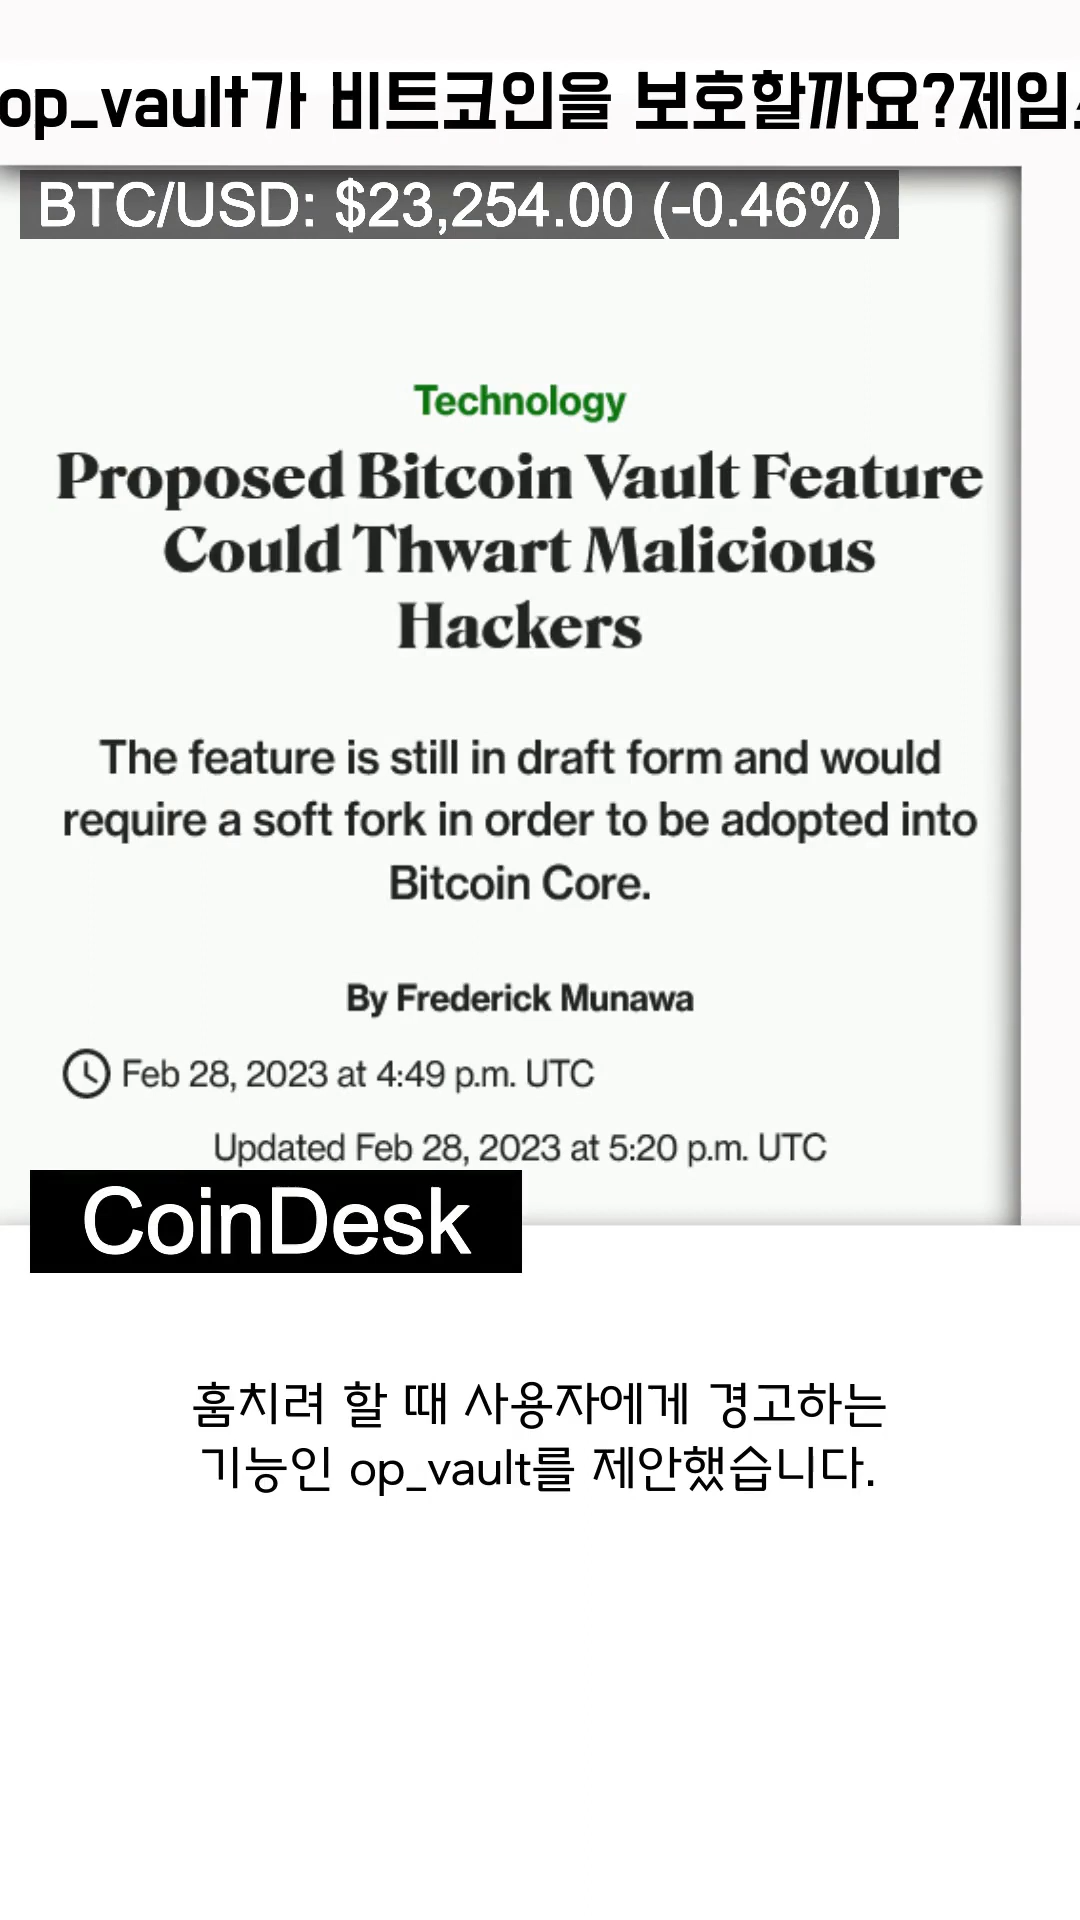 op_vault가 비트코인을 보호할까요?제임
BTC/USD: $23,254.00 (-0.46%)
Technology
Proposed Bitcoin Vault Feature
Could Thwart Malicious
Hackers
The feature is still in draft form and would
require a soft fork in order to be adopted into
Bitcoin Core.
By Frederick Munawa
Feb 28, 2023 at 4:49 p.m. UTC
Updated Feb 28, 2023 at 5:20 p.m. UTC
CoinDesk
훔치려 할 때 사용자에게 경고하는
기능인 op_vault를 제안했습니다.